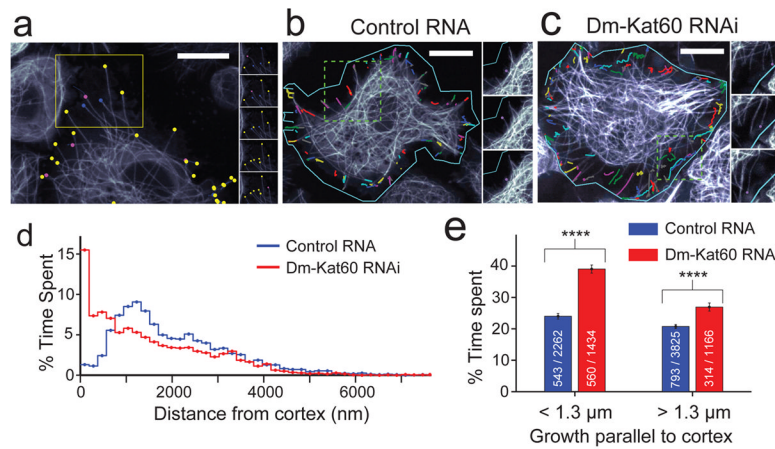 a
b
Control RNA
c
Dm-Kat60 RNAi
d
% Time Spent
15
10
5
0
0
2000
4000
6000
Distance from cortex (nm)
Control RNA
Dm-Kat60 RNAi
e
Control RNA
Dm-Kat60 RNA
% Time spent
40
30
20
10
0
****
****
543 / 2262
560 / 1434
793 / 3825
314 / 1166
< 1.3 µm
> 1.3 µm
Growth parallel to cortex